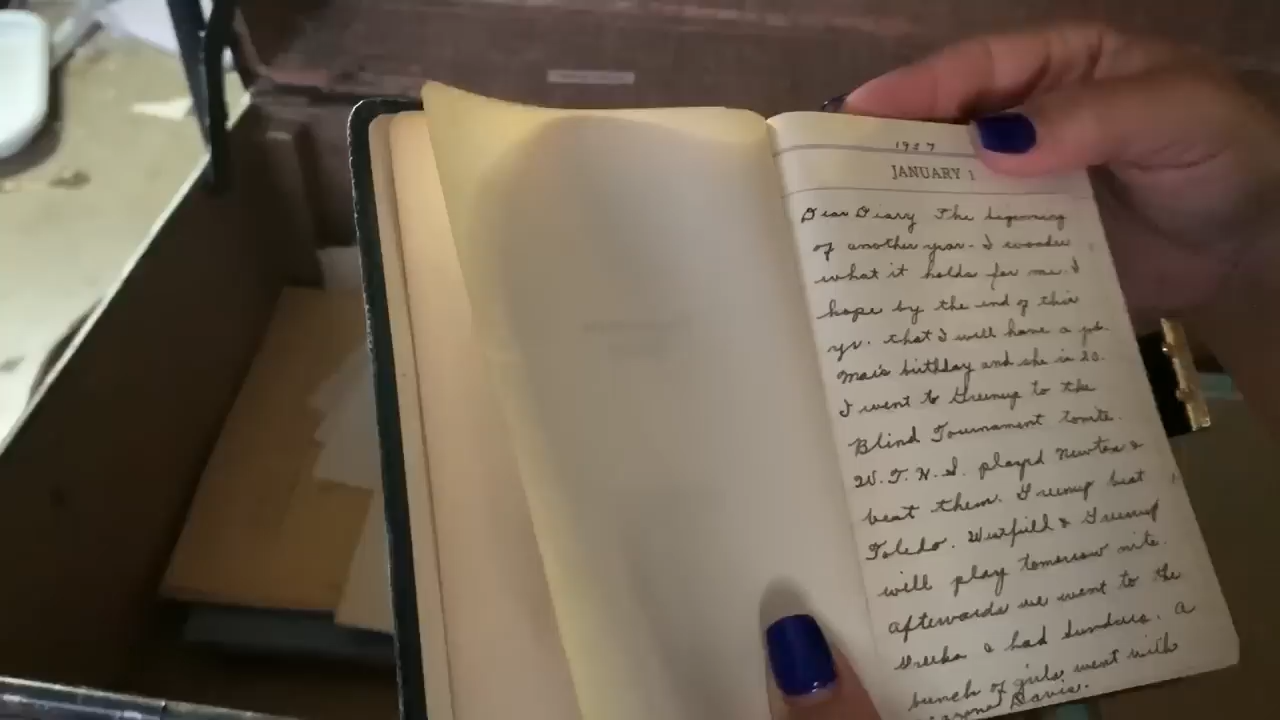 1937
JANUARY 1
Dear Diary The beginning
of another year - I wonder
what it holds for me. I
hope by the end of this
yr. that I will have a job.
Ma's birthday and she is 20.
I went to Greenup to the
Blind Tournament tonite.
W.T.H.S. played Newton &
beat them. Greenup beat
Toledo. Westfield & Greenup
will play tomorrow nite.
afterwards we went to the
Greeks & had sundaes. A
bunch of girls went with
Davis.